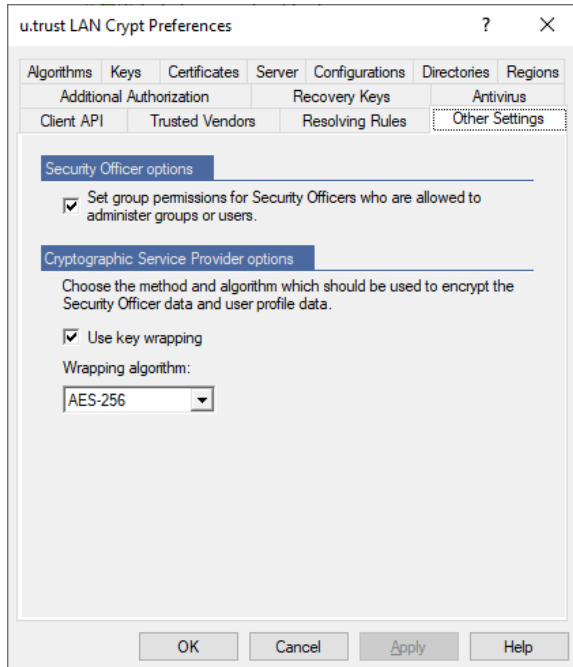 u.trust LAN Crypt Preferences
?
Algorithms Keys Certificates Server Configurations Directories Regions
Additional Authorization Recovery Keys Antivirus
Client API Trusted Vendors Resolving Rules Other Settings
Security Officer options
Set group permissions for Security Officers who are allowed to
administer groups or users.
Cryptographic Service Provider options
Choose the method and algorithm which should be used to encrypt the
Security Officer data and user profile data.
Use key wrapping
Wrapping algorithm:
AES-256
OK Cancel Apply Help